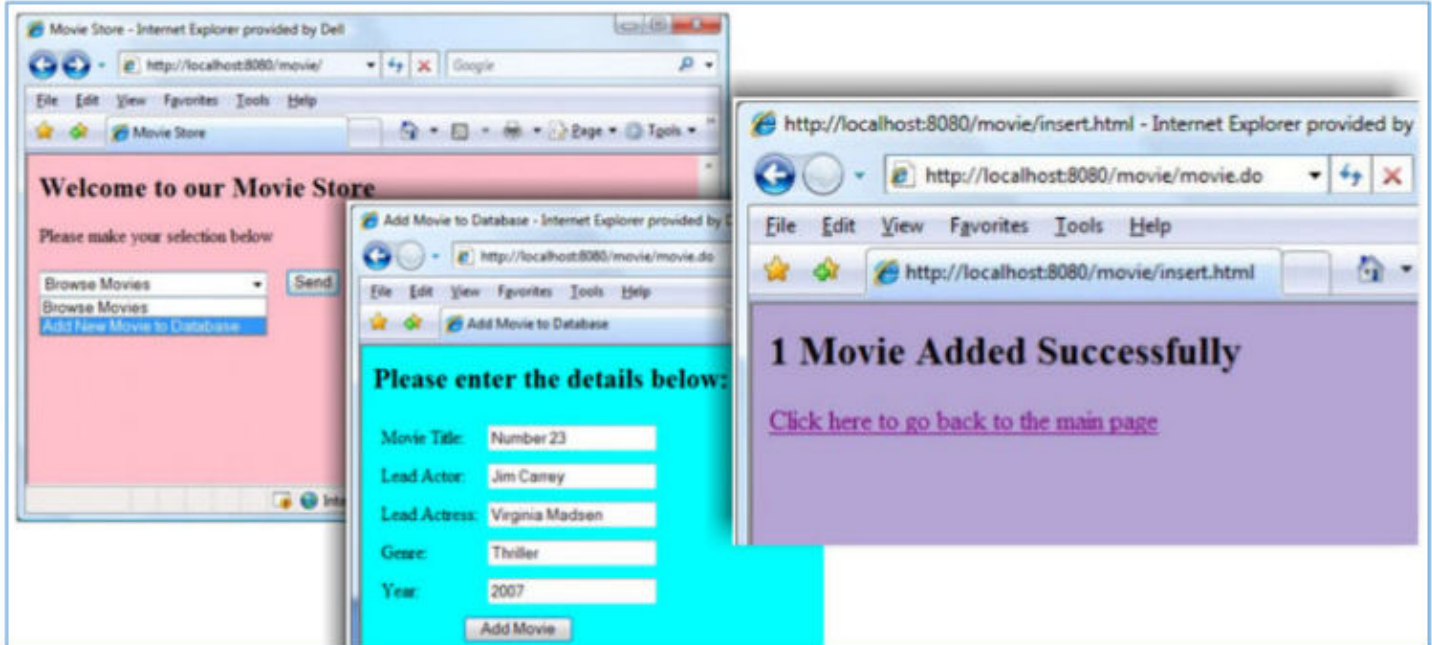 Movie Store - Internet Explorer provided by Dell
http://localhost:8080/movie/
Google
File Edit View Favorites Tools Help
Movie Store
Page Tools
Welcome to our Movie Store
Please make your selection below
Browse Movies
Send
Browse Movies
Add New Movie to Database
Add Movie to Database - Internet Explorer provided by D
http://localhost:8080/movie/movie.do
File Edit View Favorites Tools Help
Add Movie to Database
Please enter the details below:
Movie Title: Number 23
Lead Actor: Jim Carrey
Lead Actress: Virginia Madsen
Genre: Thriller
Year: 2007
Add Movie
http://localhost:8080/movie/insert.html - Internet Explorer provided by
http://localhost:8080/movie/movie.do
File Edit View Favorites Tools Help
http://localhost:8080/movie/insert.html
1 Movie Added Successfully
Click here to go back to the main page